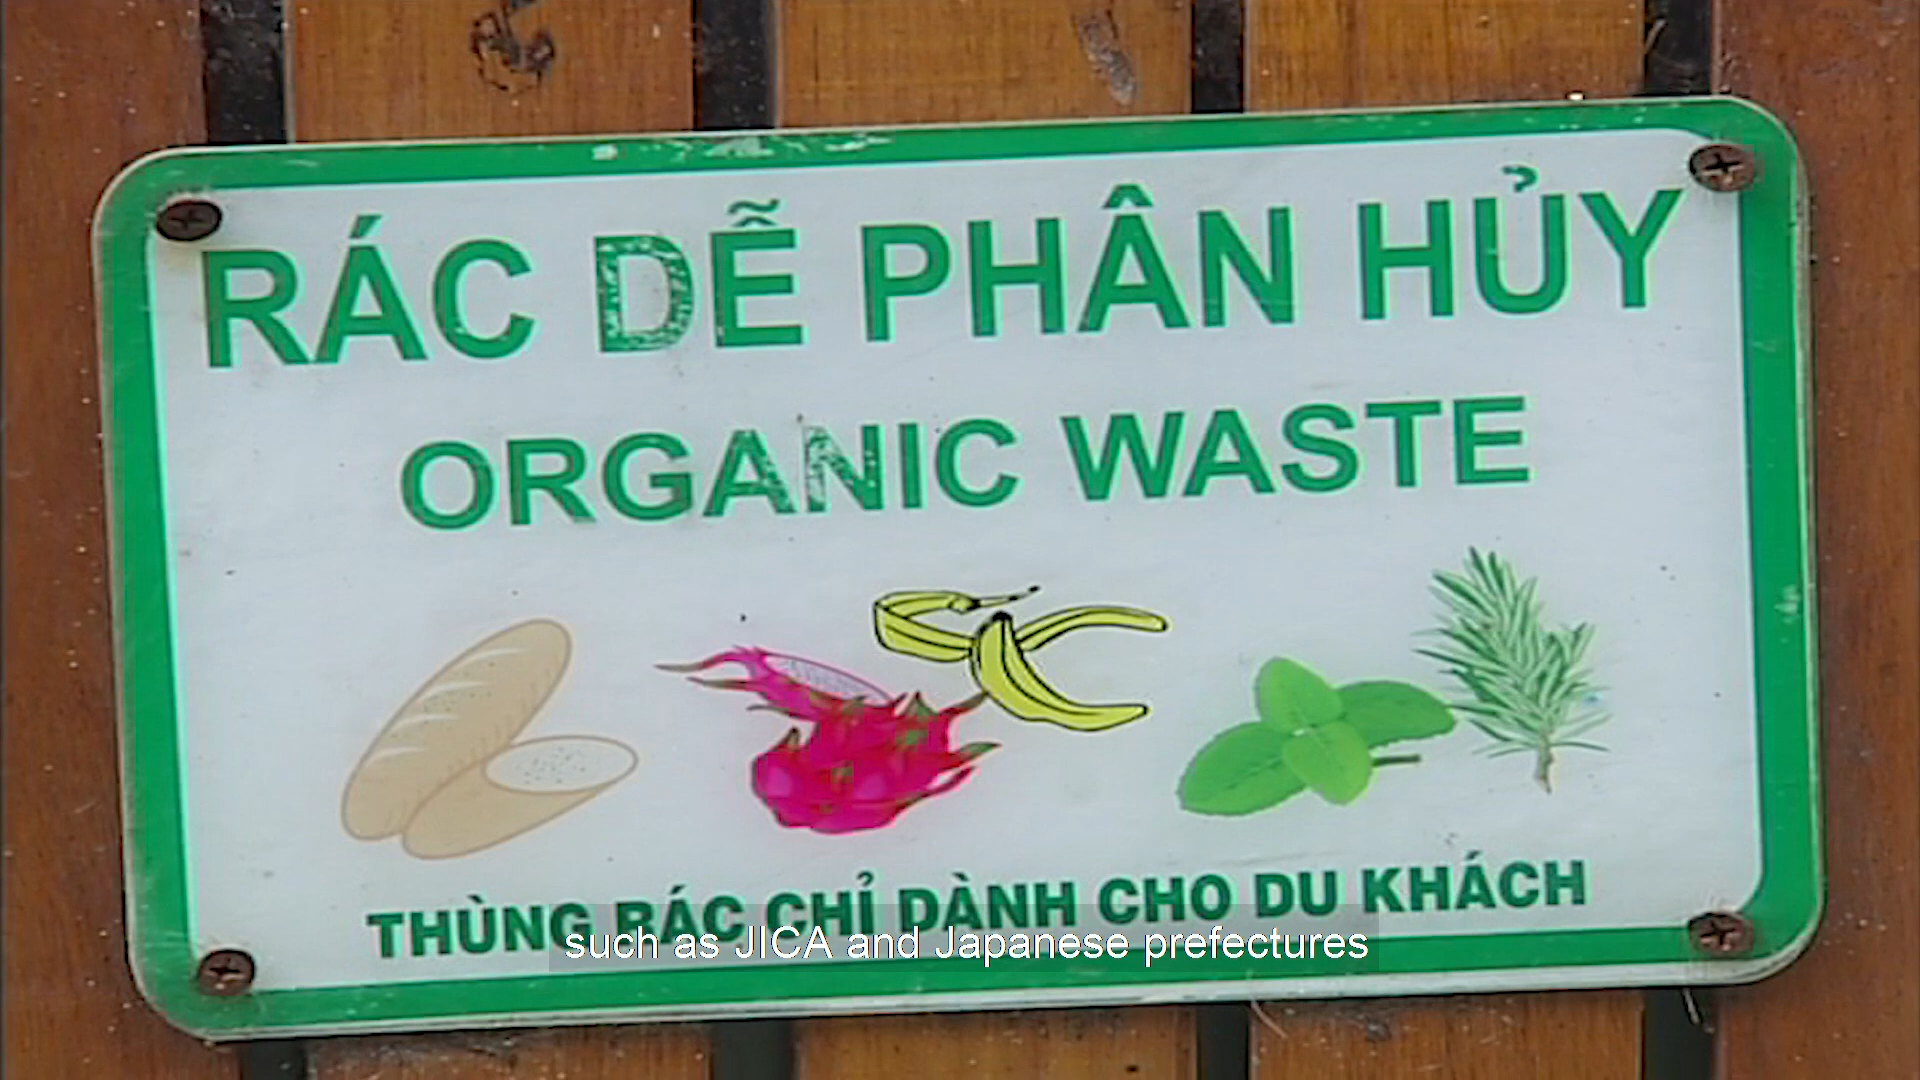 RÁC DỄ PHÂN HỦY
ORGANIC WASTE
THÙNG RÁC CHỈ DÀNH CHO DU KHÁCH
such as JICA and Japanese prefectures